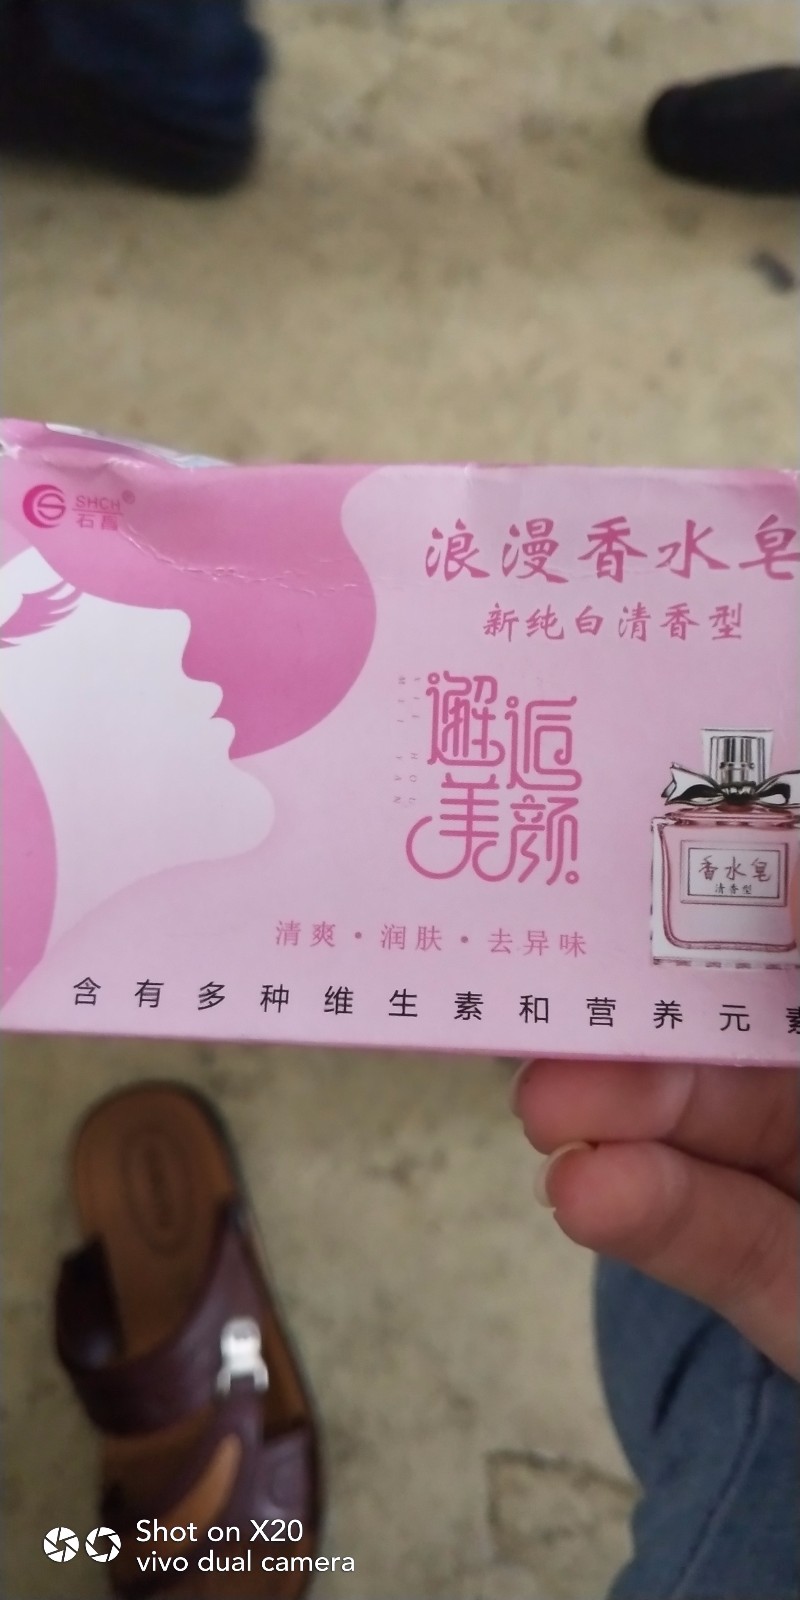 SHCH®
石昌
浪漫香水皂
新纯白清香型
邂逅
美颜
香水皂
清香型
清爽·润肤·去异味
含有多种维生素和营养元素
Shot on X20
vivo dual camera